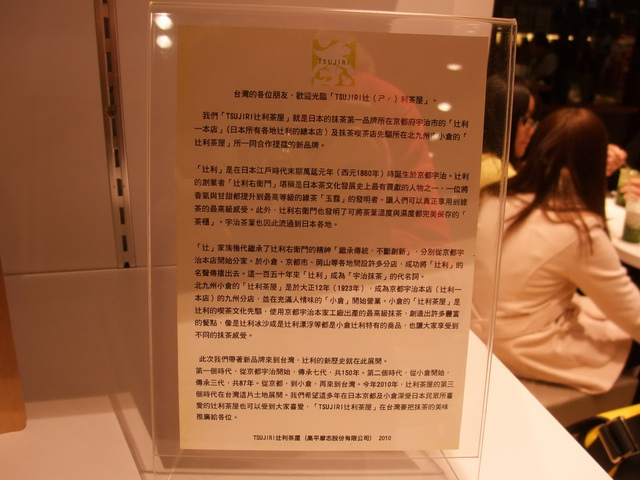 TSUJIRI
台灣的各位朋友，歡迎光臨「TSUJIRI辻（ㄕˊ）利茶屋」。
我們「TSUJIRI辻利茶屋」就是日本的抹茶第一品牌所在京都府宇治市的「辻利
一本店」(日本所有各地辻利的總本店）及抹茶喫茶店先驅所在北九州市小倉的「
辻利茶屋」所一同合作提筵的新品牌。
「辻利」是在日本江戶時代末期萬延元年（西元1860年）時誕生於京都宇治。辻利
的創業者「辻利右衛門」堪稱是日本茶文化發展史上最有貢獻的人物之一，一位將
香氣與甘甜都提升到最高等級的綠茶「玉露」的發明者。讓人們可以真正享用到綠
茶的最高級感受。此外，辻利右衛門也發明了可將茶葉溫度與濕度都完美保存的「
茶櫃」。宇治茶葉也因此流通到日本各地。
「辻」家族後代繼承了辻利右衛門的精神「繼承傳統，不斷創新」，分別從京都宇
治本店開始分家。於小倉、京都市、岡山等各地開設許多分店，成功將「辻利」的
名聲傳播出去。這一百五十年來「辻利」成為「宇治抹茶」的代名詞。
北九州小倉的「辻利茶屋」是於大正12年（1923年），成為京都宇治本店（辻利一
本店）的九州分店，並在充滿人情味的「小倉」開始營業。小倉的「辻利茶屋」是
辻利的喫茶文化先驅，使用京都宇治本家工廠出產的最高級抹茶，創造出許多豐富
的餐點，像是辻利冰沙或是辻利漂浮等都是小倉辻利特有的商品，也讓大家享受到
不同的抹茶感受。
此次我們帶著新品牌來到台灣，辻利的新歷史就在此展開。
第一個時代，從京都宇治開始，傳承七代，共150年。第二個時代，從小倉開始，
傳承三代，共87年。從京都，到小倉，再來到台灣。今年2010年，辻利茶屋的第三
個時代在台灣這片土地展開。我們希望這多年在日本京都及小倉深受日本民眾所喜
愛的辻利茶屋也可以受到大家喜愛，「TSUJIRI辻利茶屋」在台灣要把抹茶的美味
推廣給各位。
TSUJIRI辻利茶屋（萬平摩志股份有限公司） 2010